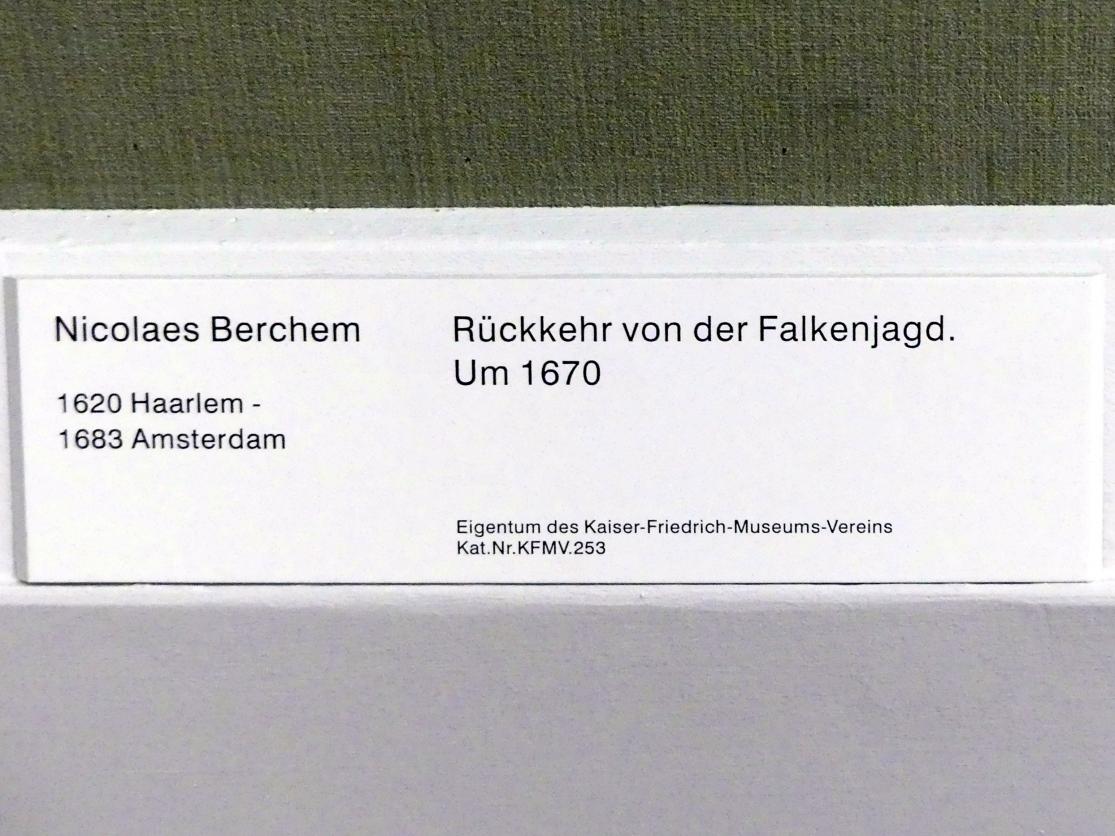 Nicolaes Berchem
1620 Haarlem -
1683 Amsterdam
Rückkehr von der Falkenjagd.
Um 1670
Eigentum des Kaiser-Friedrich-Museums-Vereins
Kat.Nr.KFMV.253